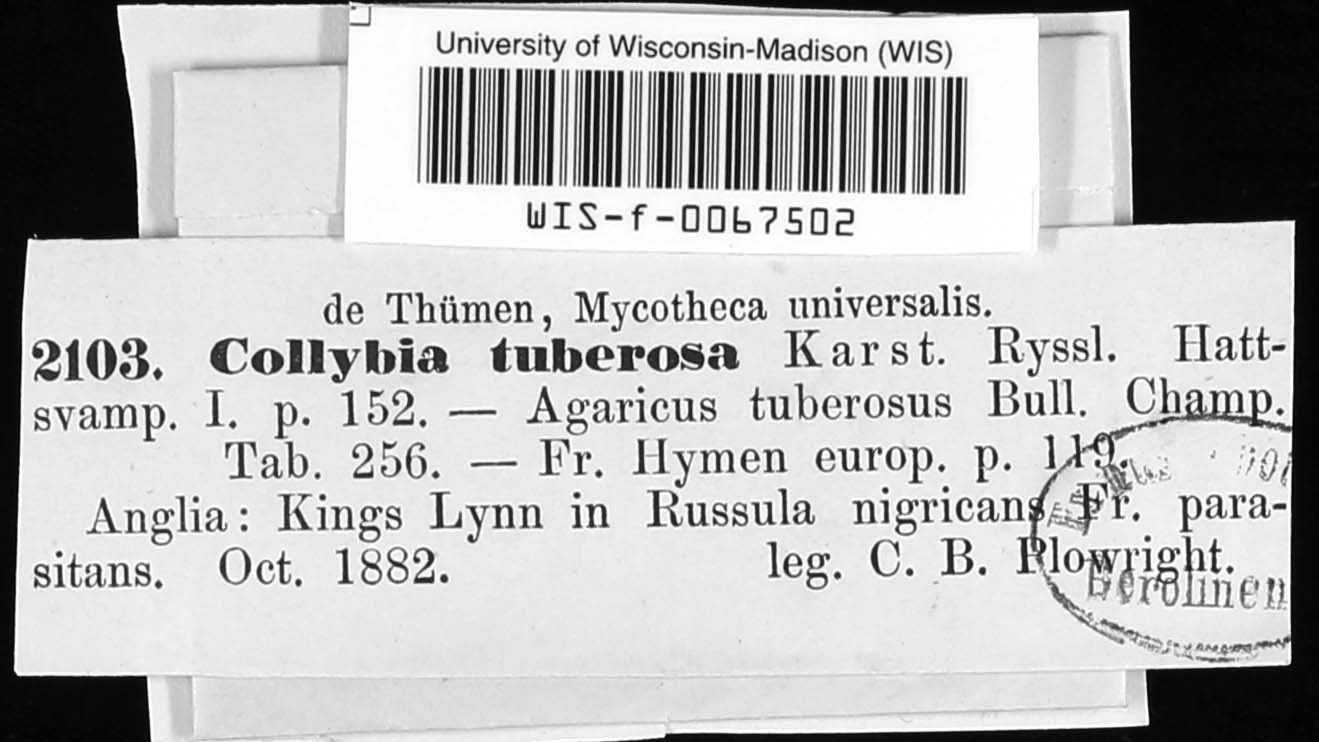 University of Wisconsin-Madison (WIS)
WIS-f-0067502
de Thümen, Mycotheca universalis.
2103. Collybia tuberosa Karst. Ryssl. Hatt-
svamp. I. p. 152. — Agaricus tuberosus Bull. Champ.
Tab. 256. — Fr. Hymen europ. p. 119.
Anglia: Kings Lynn in Russula nigricans Fr. para-
sitans. Oct. 1882. leg. C. B. Plowright.
Berolinen